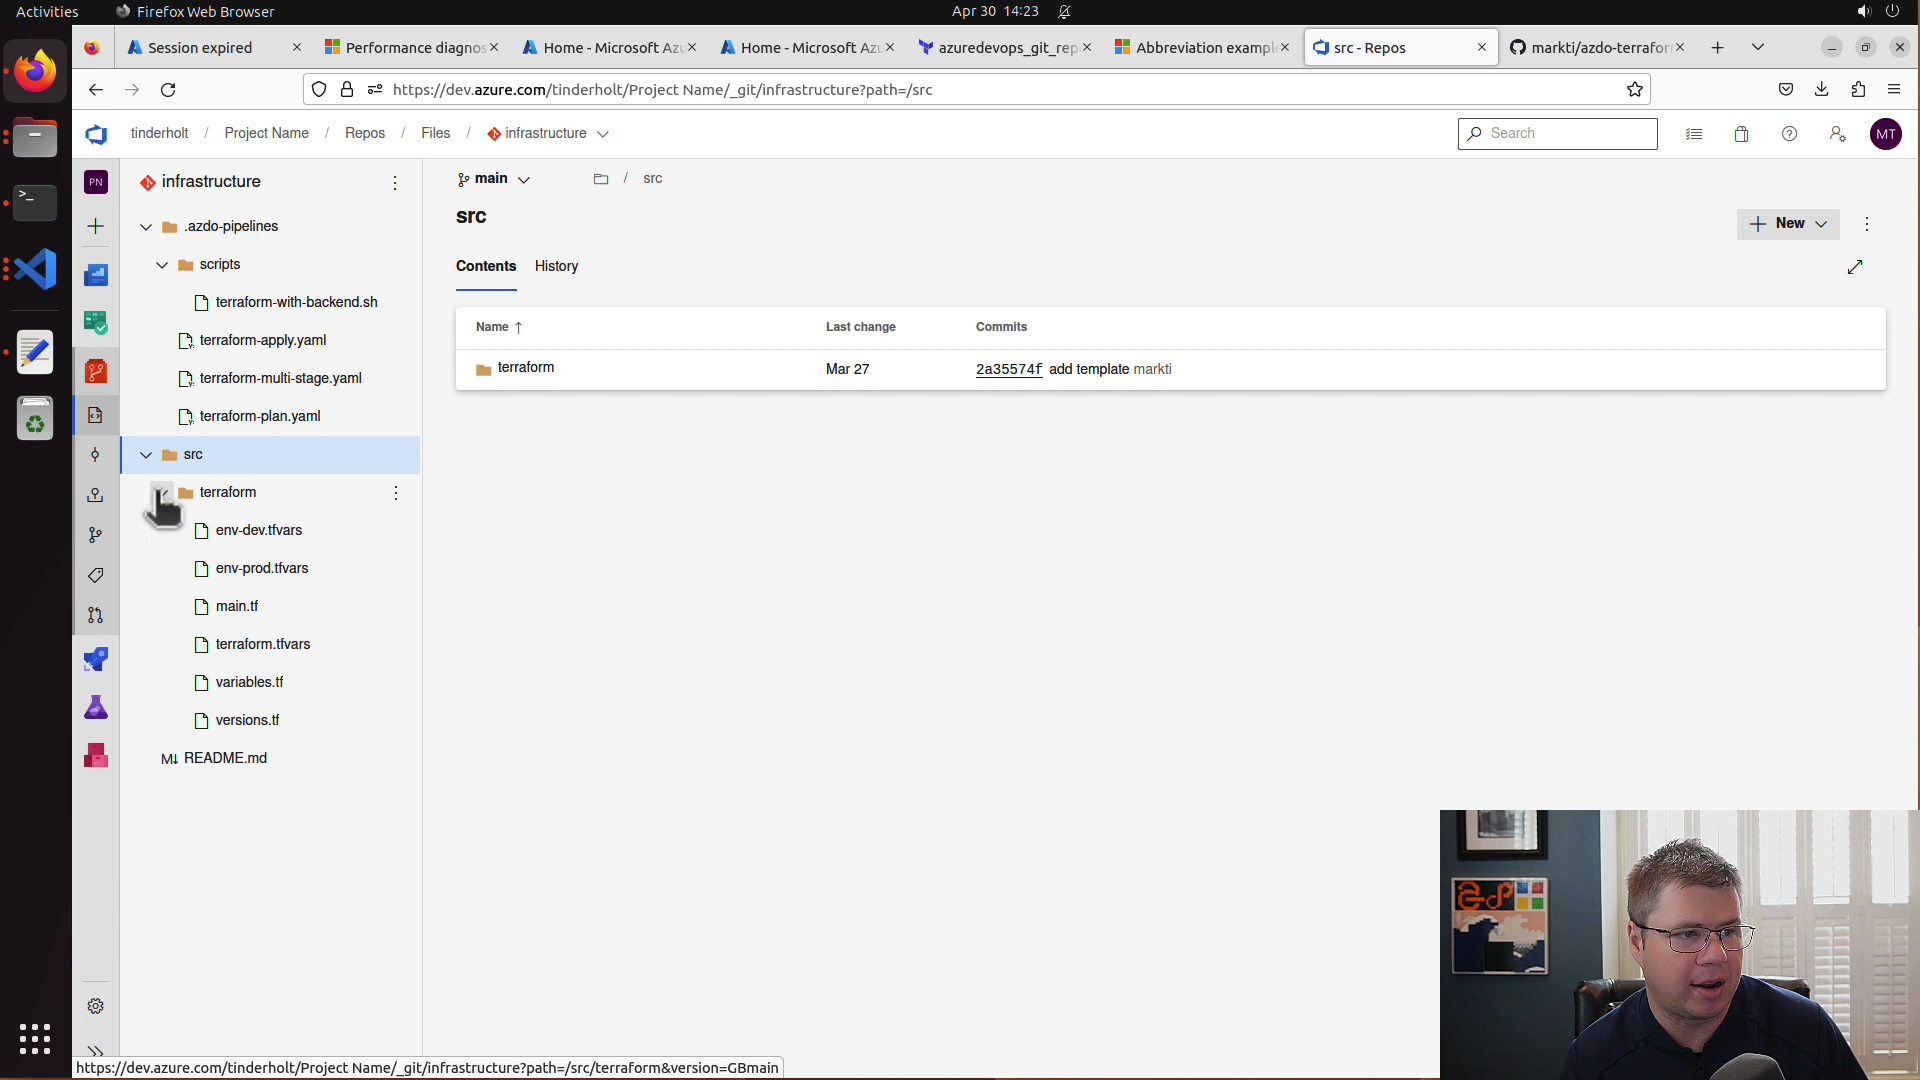 Activities
Firefox Web Browser
Apr 30 14:23
Session expired
Performance diagnos
Home - Microsoft Azu
Home - Microsoft Azu
azuredevops_git_rep
Abbreviation example
src - Repos
markti/azdo-terraform
https://dev.azure.com/tinderholt/Project Name/_git/infrastructure?path=/src
tinderholt / Project Name / Repos / Files / infrastructure
Search
MT
PN
infrastructure
.azdo-pipelines
scripts
terraform-with-backend.sh
terraform-apply.yaml
terraform-multi-stage.yaml
terraform-plan.yaml
src
terraform
env-dev.tfvars
env-prod.tfvars
main.tf
terraform.tfvars
variables.tf
versions.tf
M↓ README.md
main
/ src
src
New
Contents
History
Name ↑
Last change
Commits
terraform
Mar 27
2a35574f add template markti
https://dev.azure.com/tinderholt/Project Name/_git/infrastructure?path=/src/terraform&version=GBmain